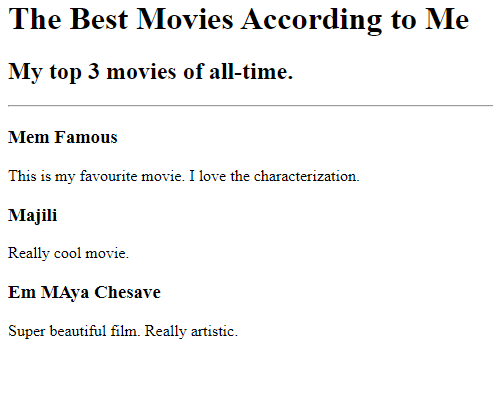 The Best Movies According to Me
My top 3 movies of all-time.
Mem Famous
This is my favourite movie. I love the characterization.
Majili
Really cool movie.
Em MAya Chesave
Super beautiful film. Really artistic.